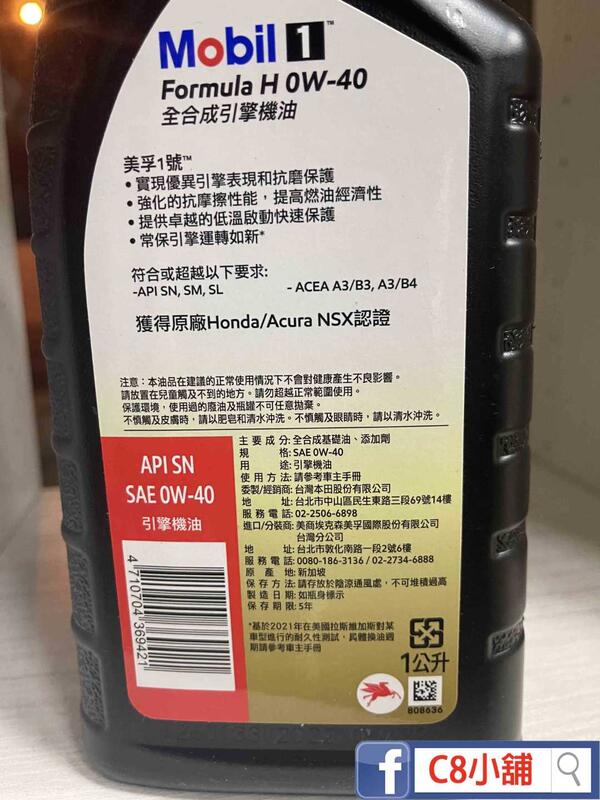 Mobil 1
Formula H 0W-40
全合成引擎機油
美孚1號™
• 實現優異引擎表現和抗磨保護
• 強化的抗摩擦性能，提高燃油經濟性
• 提供卓越的低溫啟動快速保護
• 常保引擎運轉如新*
符合或超越以下要求:
-API SN, SM, SL - ACEA A3/B3, A3/B4
獲得原廠Honda/Acura NSX認證
注意：本油品在建議的正常使用情況下不會對健康產生不良影響。
請放置在兒童觸及不到的地方。請勿超越正常範圍使用。
保護環境，使用過的廢油及瓶罐不可任意拋棄。
不慎觸及皮膚時，請以肥皂和清水沖洗。不慎觸及眼睛時，請以清水沖洗。
API SN
SAE 0W-40
引擎機油
主要成分: 全合成基礎油、添加劑
規格: SAE 0W-40
用途: 引擎機油
使用方法: 請參考車主手冊
委製/經銷商: 台灣本田股份有限公司
地址: 台北市中山區民生東路三段69號14樓
服務電話: 02-2506-6898
進口/分裝商: 美商埃克森美孚國際股份有限公司
台灣分公司
地址: 台北市敦化南路一段2號6樓
服務電話: 0080-186-3136 / 02-2734-6888
原產地: 新加坡
保存方法: 請存放於陰涼通風處，不可堆積過高
製造日期: 如瓶身標示
保存期限: 5年
*基於2021年在美國拉斯維加斯對某
車型進行的耐久性測試，具體換油週
期請參考車主手冊
1公升
4 710704 369421
808636
f C8小舖